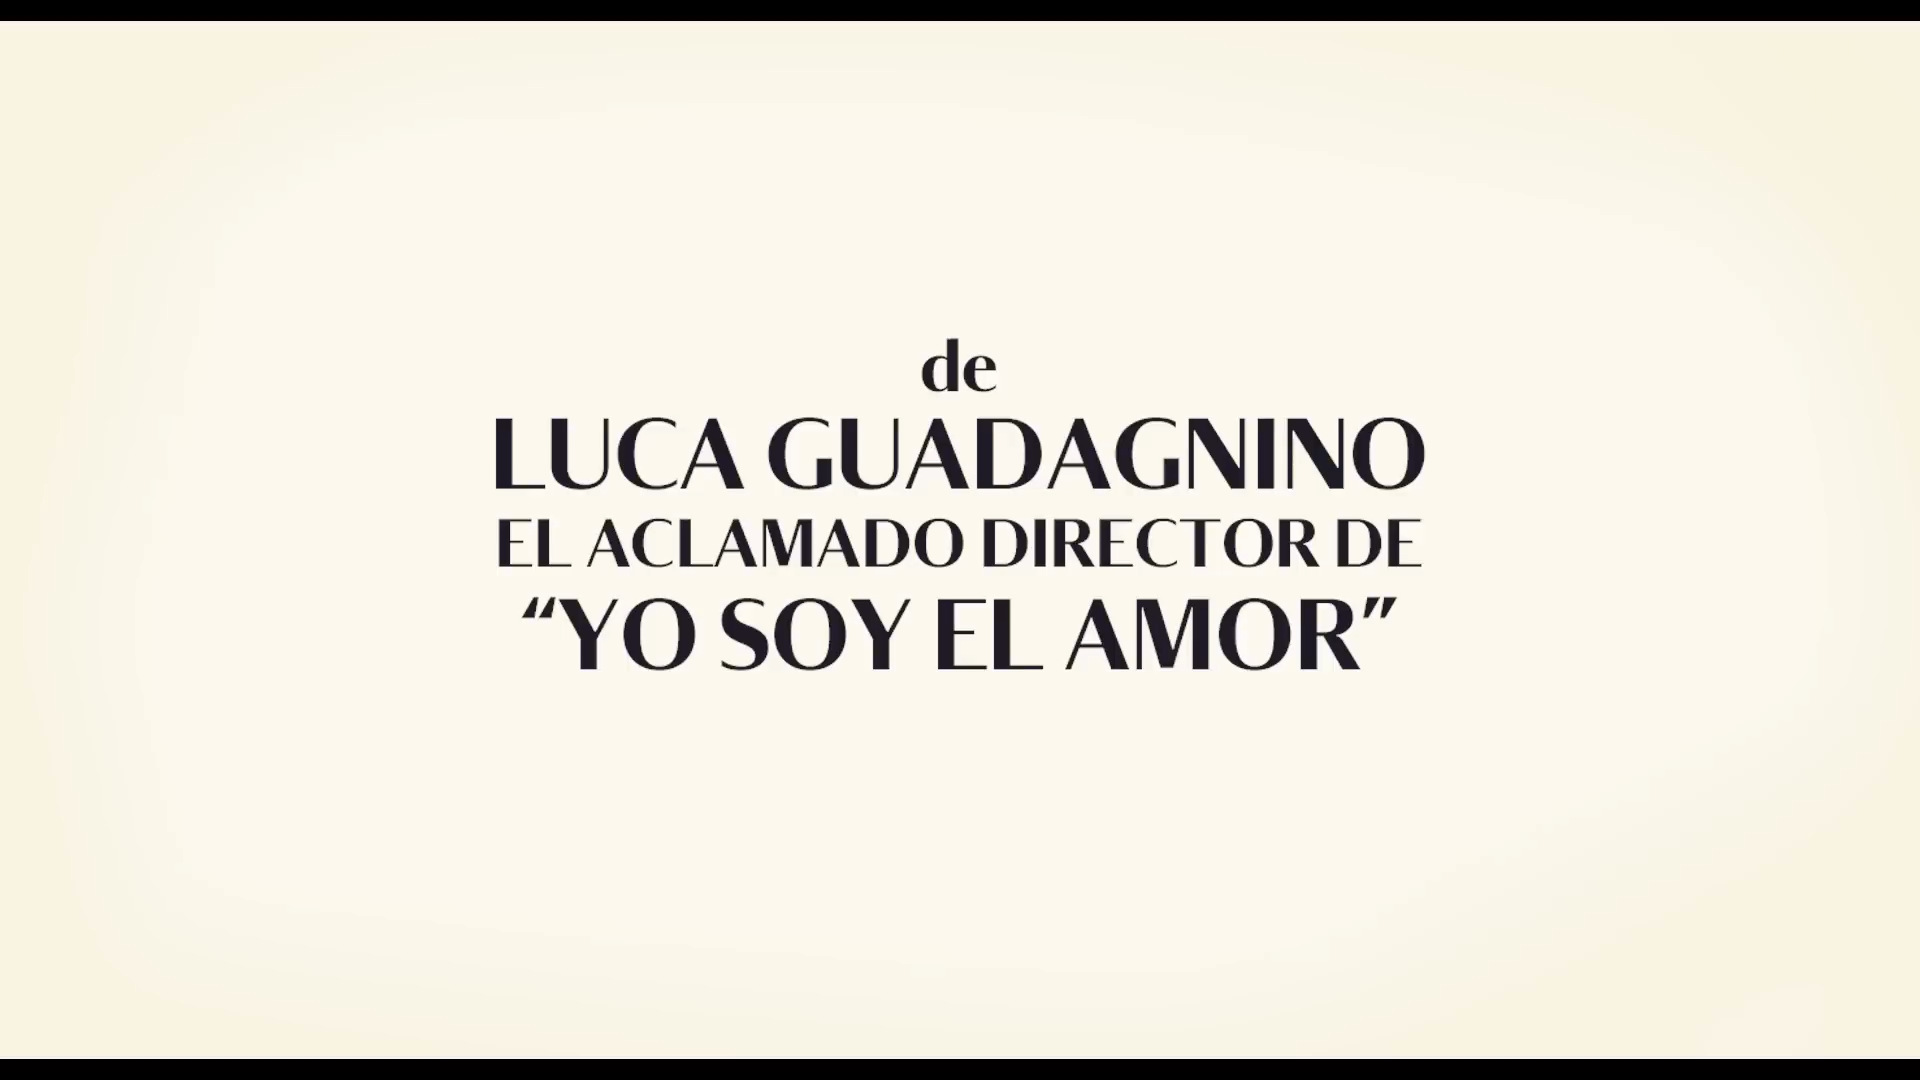 de
LUCA GUADAGNINO
EL ACLAMADO DIRECTOR DE
“YO SOY EL AMOR”